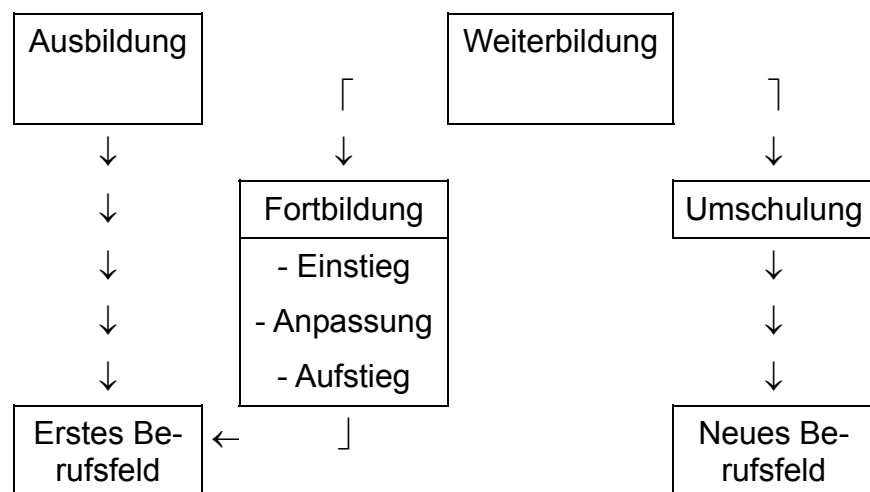 Ausbildung
Weiterbildung
Fortbildung
Umschulung
- Einstieg
- Anpassung
- Aufstieg
Erstes Be-
rufsfeld
Neues Be-
rufsfeld